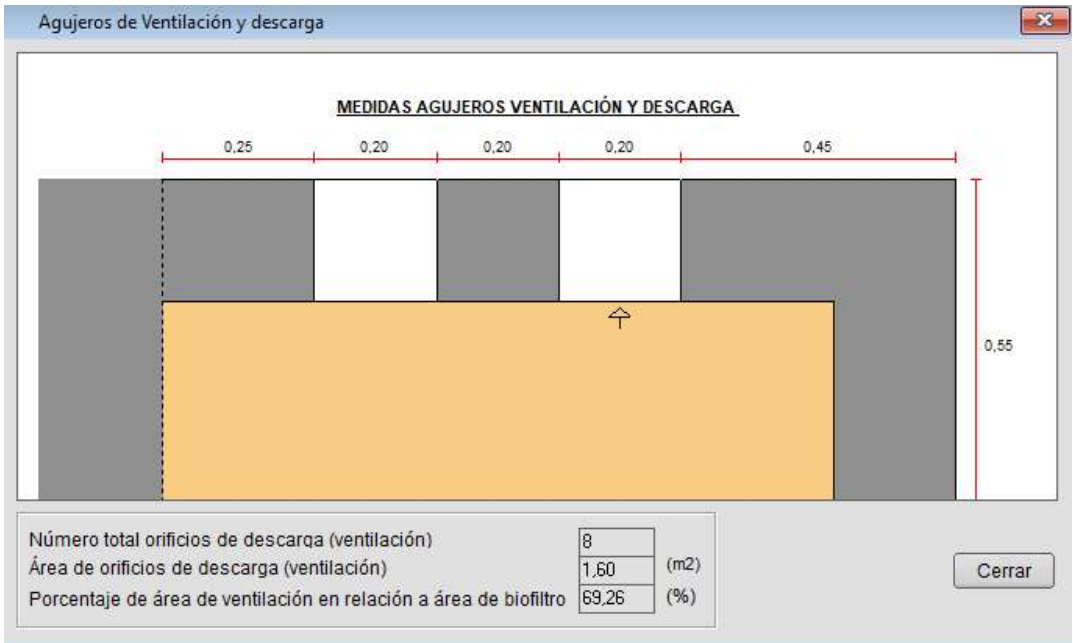 Agujeros de Ventilación y descarga
MEDIDAS AGUJEROS VENTILACIÓN Y DESCARGA
0,25 0,20 0,20 0,20 0,45
0,55
Número total orificios de descarga (ventilación) 8
Área de orificios de descarga (ventilación) 1,60 (m2)
Porcentaje de área de ventilación en relación a área de biofiltro 69,26 (%)
Cerrar